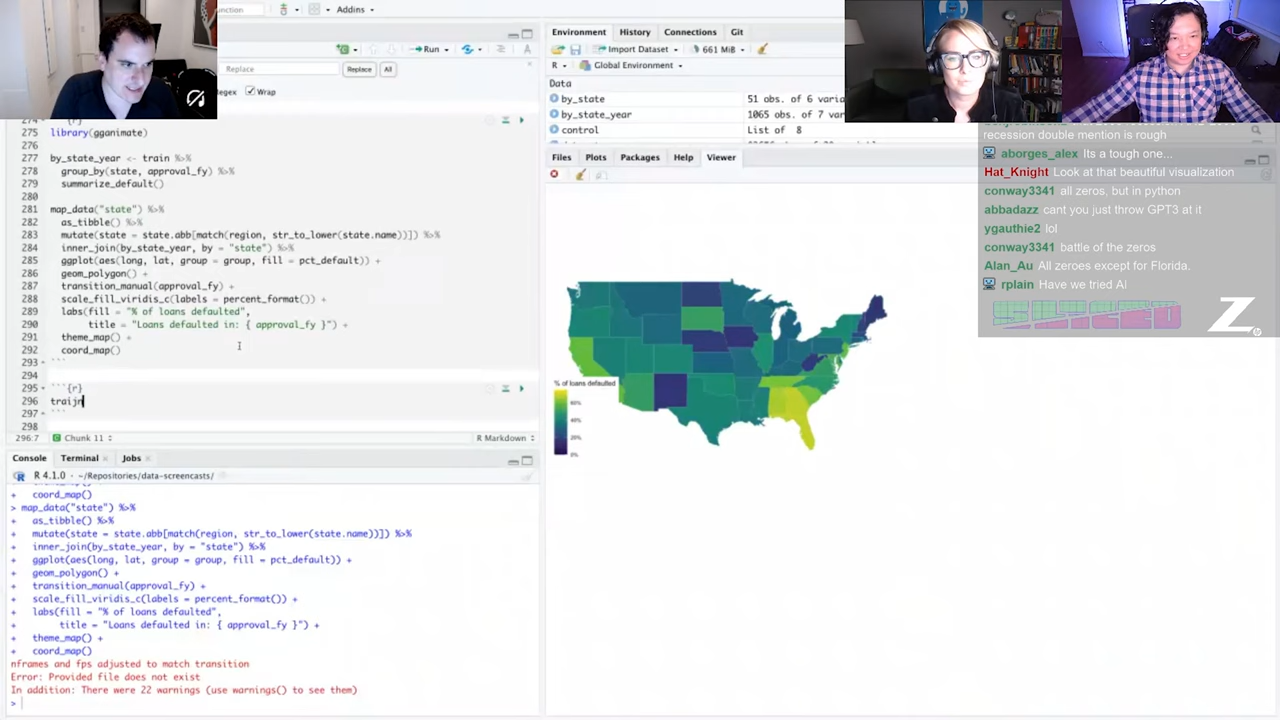 Addins
Run
Replace
Replace
All
Regex
Wrap
274 ```{r}
275 library(gganimate)
276
277 by_state_year <- train %>%
278 group_by(state, approval_fy) %>%
279 summarize_default()
280
281 map_data("state") %>%
282 as_tibble() %>%
283 mutate(state = state.abb[match(region, str_to_lower(state.name))]) %>%
284 inner_join(by_state_year, by = "state") %>%
285 ggplot(aes(long, lat, group = group, fill = pct_default)) +
286 geom_polygon() +
287 transition_manual(approval_fy) +
288 scale_fill_viridis_c(labels = percent_format()) +
289 labs(fill = "% of loans defaulted",
290 title = "Loans defaulted in: { approval_fy }") +
291 theme_map() +
292 coord_map()
293 ```
294
295 ```{r}
296 traijn
297 ```
298
296:7 Chunk 11 R Markdown
Console Terminal Jobs
R 4.1.0 · ~/Repositories/data-screencasts/
+ coord_map()
> map_data("state") %>%
+ as_tibble() %>%
+ mutate(state = state.abb[match(region, str_to_lower(state.name))]) %>%
+ inner_join(by_state_year, by = "state") %>%
+ ggplot(aes(long, lat, group = group, fill = pct_default)) +
+ geom_polygon() +
+ transition_manual(approval_fy) +
+ scale_fill_viridis_c(labels = percent_format()) +
+ labs(fill = "% of loans defaulted",
+ title = "Loans defaulted in: { approval_fy }") +
+ theme_map() +
+ coord_map()
nframes and fps adjusted to match transition
Error: Provided file does not exist
In addition: There were 22 warnings (use warnings() to see them)
>
Environment History Connections Git
Import Dataset 661 MiB
R Global Environment
Data
by_state 51 obs. of 6 varia
by_state_year 1065 obs. of 7 var
control List of 8
Files Plots Packages Help Viewer
% of loans defaulted
60%
40%
20%
0%
recession double mention is rough
aborges_alex Its a tough one...
Hat_Knight Look at that beautiful visualization
conway3341 all zeros, but in python
abbadazz cant you just throw GPT3 at it
ygauthie2 lol
conway3341 battle of the zeros
Alan_Au All zeroes except for Florida.
rplain Have we tried AI
SLICED